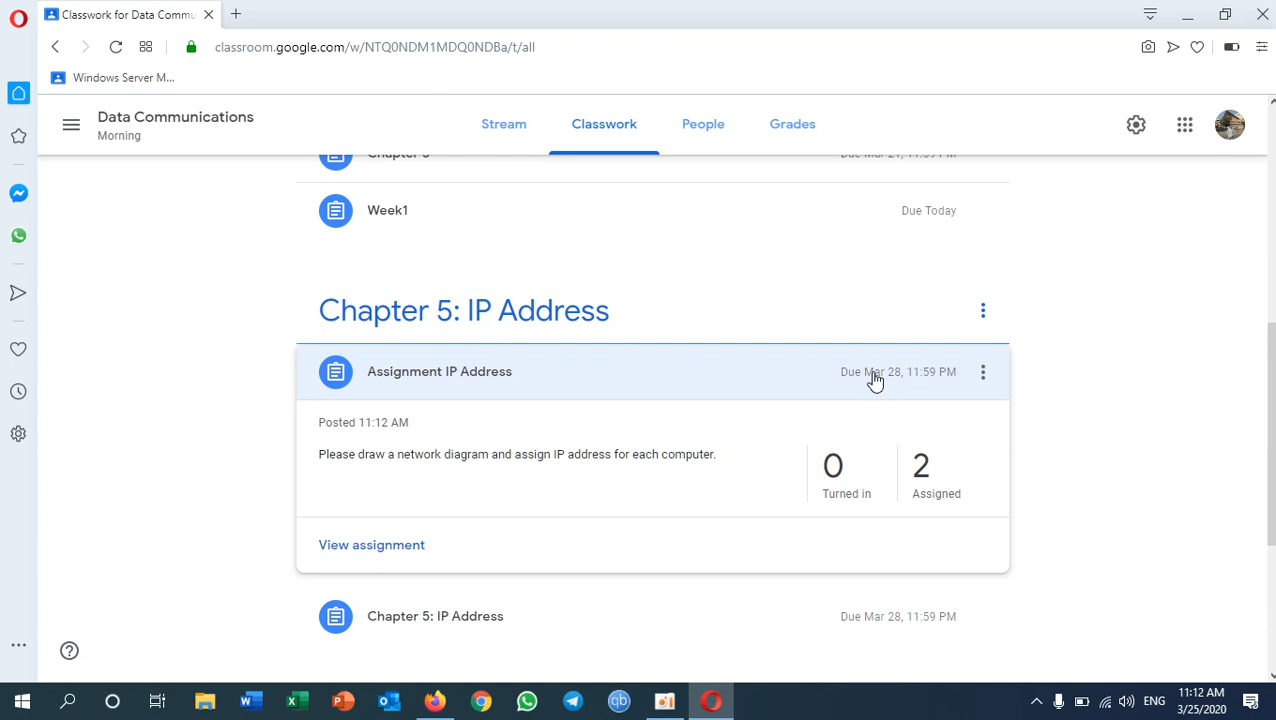 Classwork for Data Commu
classroom.google.com/w/NTQ0NDM1MDQ0NDBa/t/all
Windows Server M...
Data Communications
Morning
Stream
Classwork
People
Grades
Week1
Due Today
Chapter 5: IP Address
Assignment IP Address
Due Mar 28, 11:59 PM
Posted 11:12 AM
Please draw a network diagram and assign IP address for each computer.
0
Turned in
2
Assigned
View assignment
Chapter 5: IP Address
Due Mar 28, 11:59 PM
ENG
11:12 AM
3/25/2020